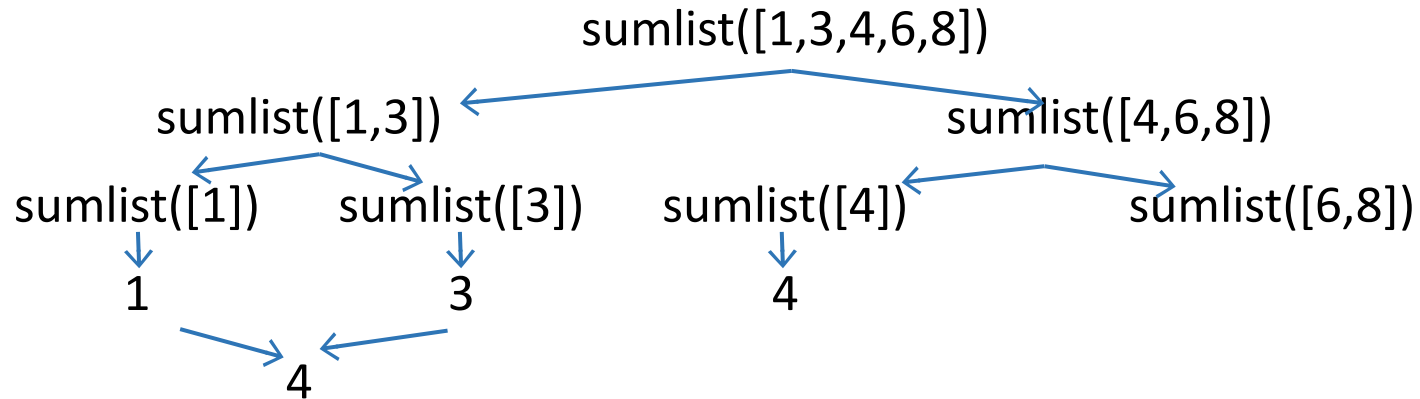 sumlist([1,3,4,6,8])
sumlist([1,3]) sumlist([4,6,8])
sumlist([1]) sumlist([3]) sumlist([4]) sumlist([6,8])
1 3 4
4